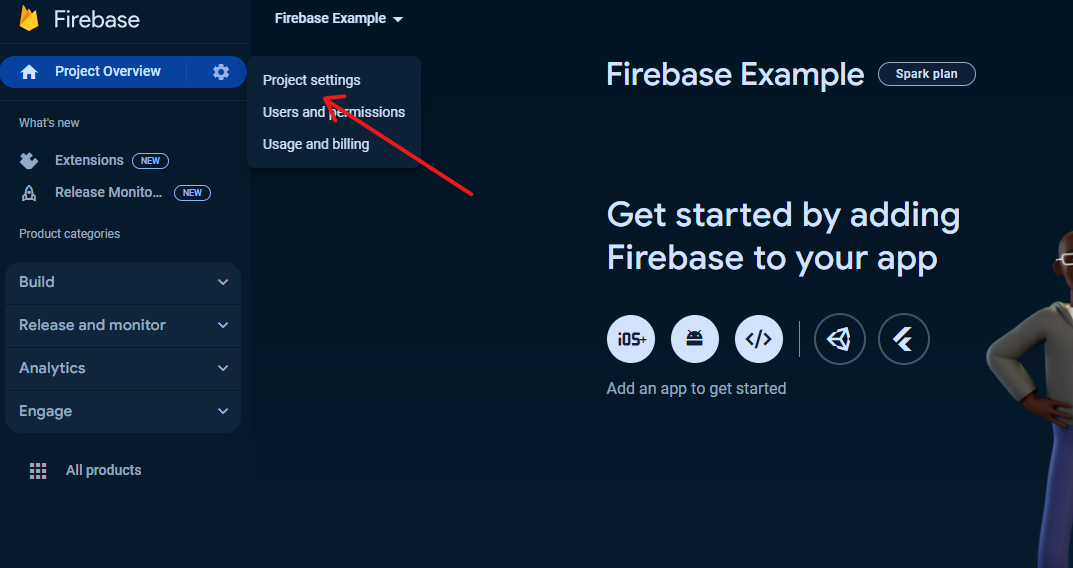 Firebase
Firebase Example
Project Overview
Project settings
Users and permissions
Usage and billing
Firebase Example
Spark plan
What's new
Extensions
NEW
Release Monito...
NEW
Product categories
Build
Release and monitor
Analytics
Engage
All products
Get started by adding
Firebase to your app
iOS+
</>
Add an app to get started